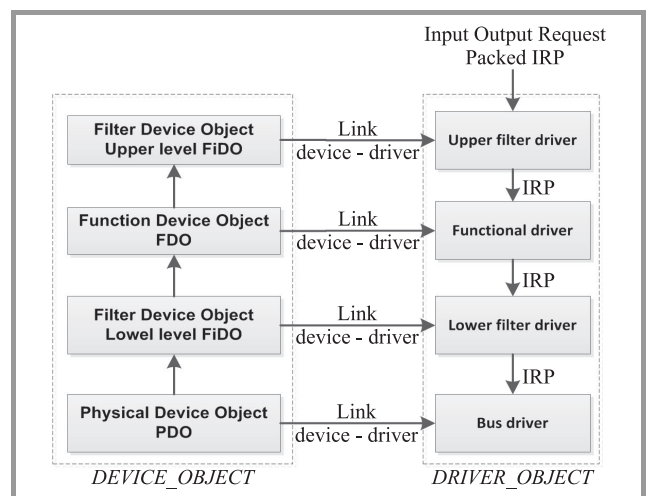 Input Output Request
Packed IRP
Filter Device Object
Upper level FiDO
Link
device - driver
Upper filter driver
IRP
Function Device Object
FDO
Link
device - driver
Functional driver
IRP
Filter Device Object
Lowel level FiDO
Link
device - driver
Lower filter driver
IRP
Physical Device Object
PDO
Link
device - driver
Bus driver
DEVICE_OBJECT
DRIVER_OBJECT